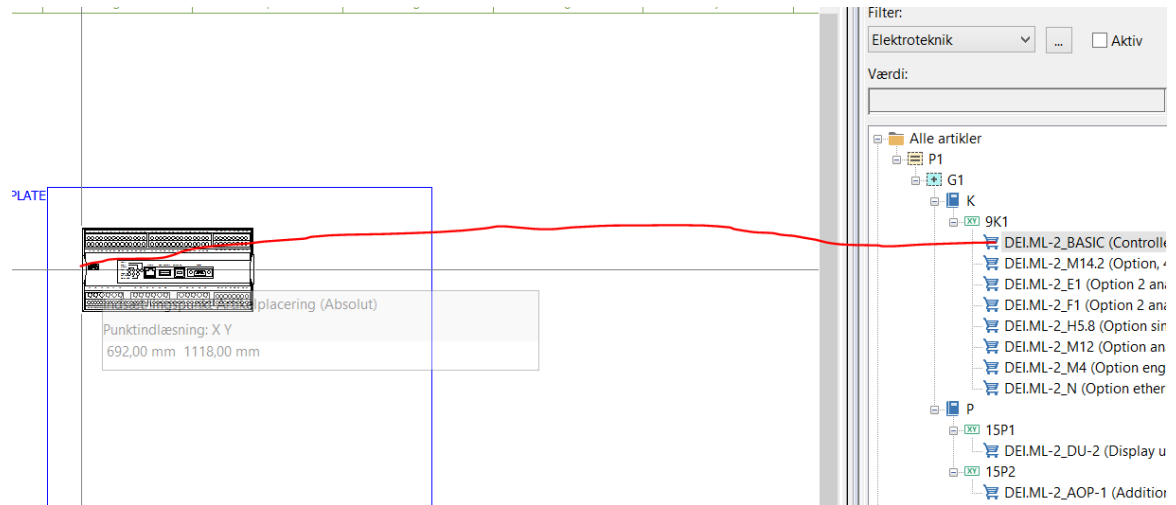 Filter:
Elektroteknik
...
Aktiv
Værdi:
Alle artikler
P1
G1
K
9K1
DEI.ML-2_BASIC (Controlle
DEI.ML-2_M14.2 (Option, 4
DEI.ML-2_E1 (Option 2 ana
DEI.ML-2_F1 (Option 2 ana
DEI.ML-2_H5.8 (Option sin
DEI.ML-2_M12 (Option an
DEI.ML-2_M4 (Option eng
DEI.ML-2_N (Option ether
P
15P1
DEI.ML-2_DU-2 (Display u
15P2
DEI.ML-2_AOP-1 (Addition
PLATE
Artikelplacering (Absolut)
Punktindlæsning: X Y
692,00 mm 1118,00 mm